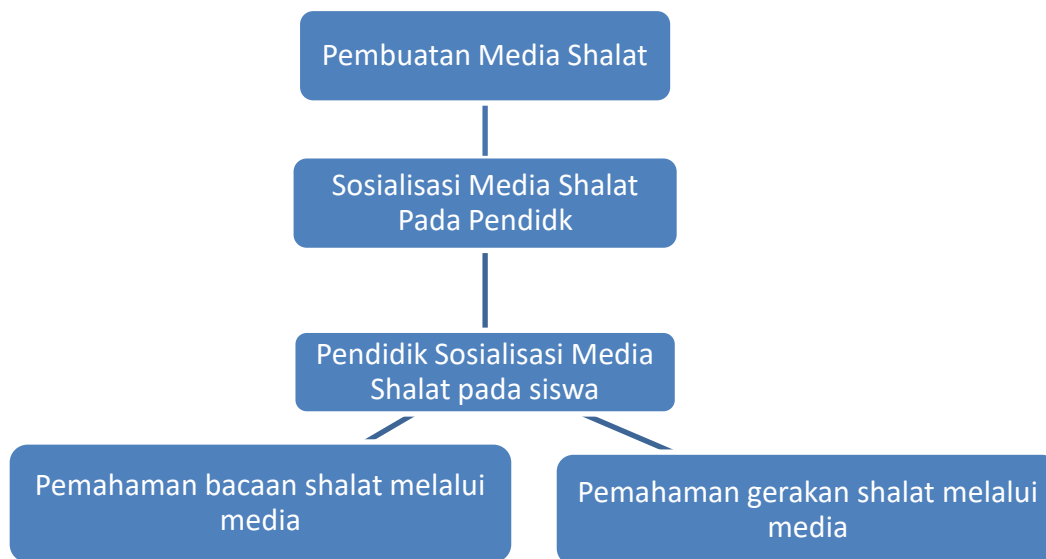 Pembuatan Media Shalat
Sosialisasi Media Shalat
Pada Pendidk
Pendidik Sosialisasi Media
Shalat pada siswa
Pemahaman bacaan shalat melalui
media
Pemahaman gerakan shalat melalui
media